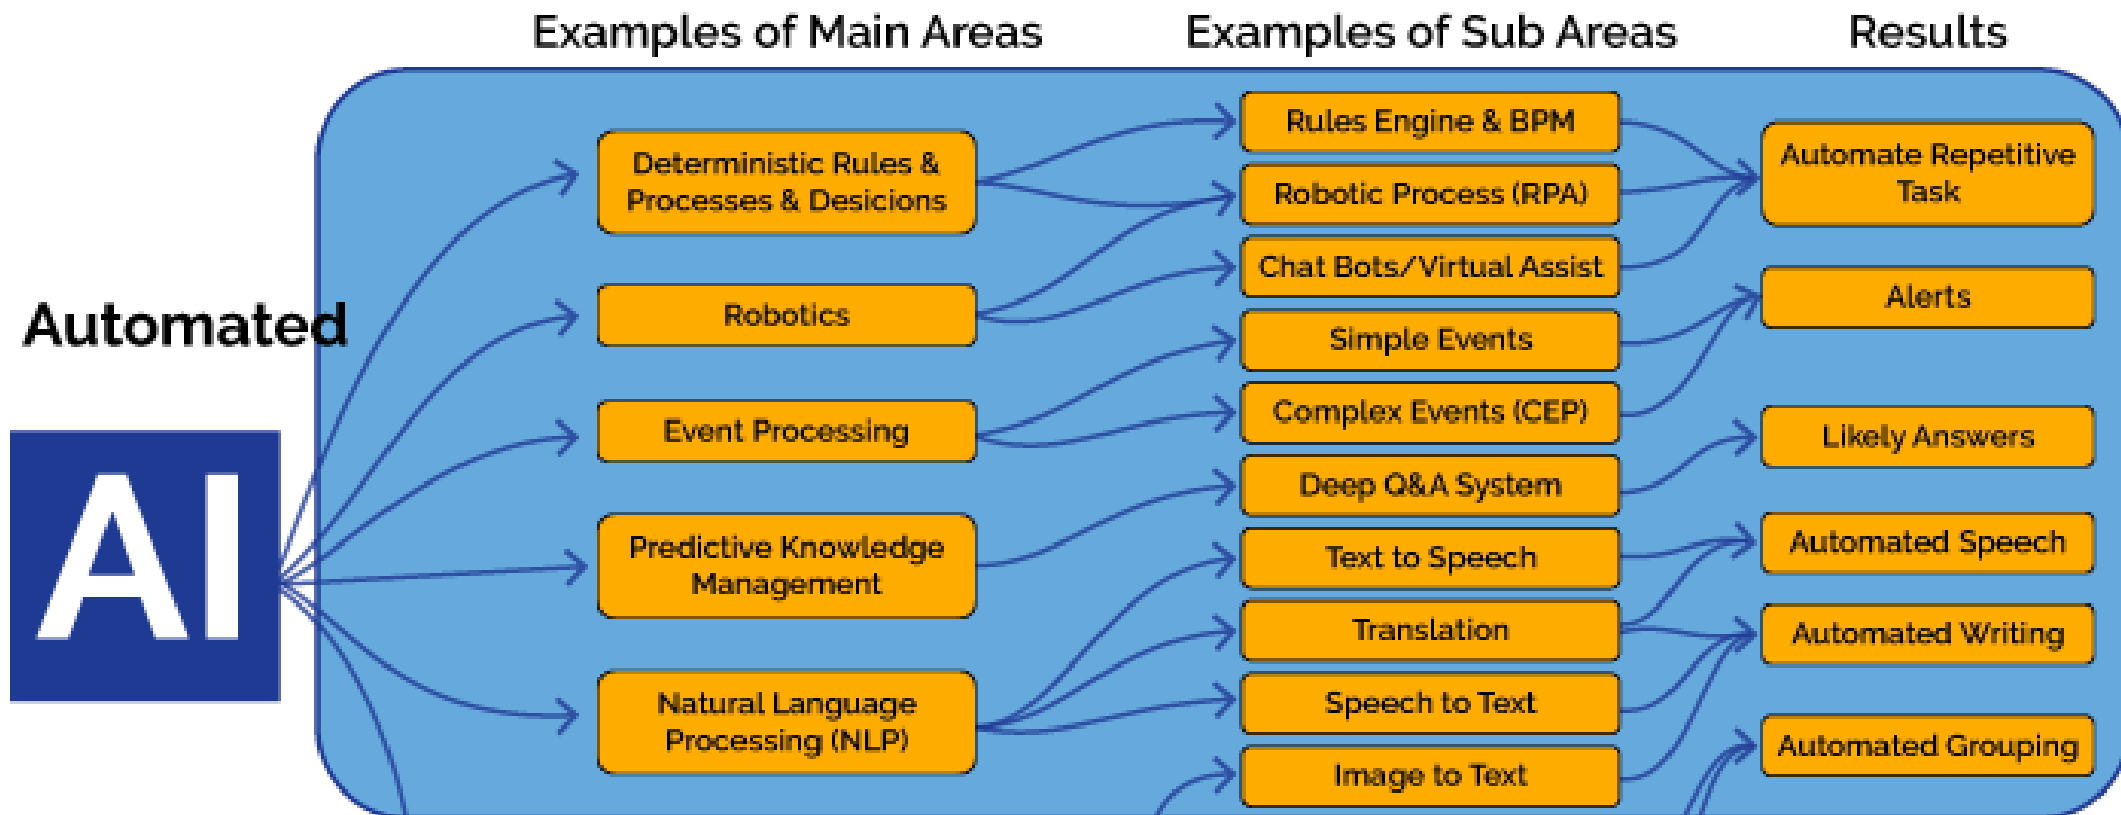 Examples of Main Areas
Examples of Sub Areas
Results
Automated
AI
Deterministic Rules &
Processes & Desicions
Robotics
Event Processing
Predictive Knowledge
Management
Natural Language
Processing (NLP)
Rules Engine & BPM
Robotic Process (RPA)
Chat Bots/Virtual Assist
Simple Events
Complex Events (CEP)
Deep Q&A System
Text to Speech
Translation
Speech to Text
Image to Text
Automate Repetitive
Task
Alerts
Likely Answers
Automated Speech
Automated Writing
Automated Grouping